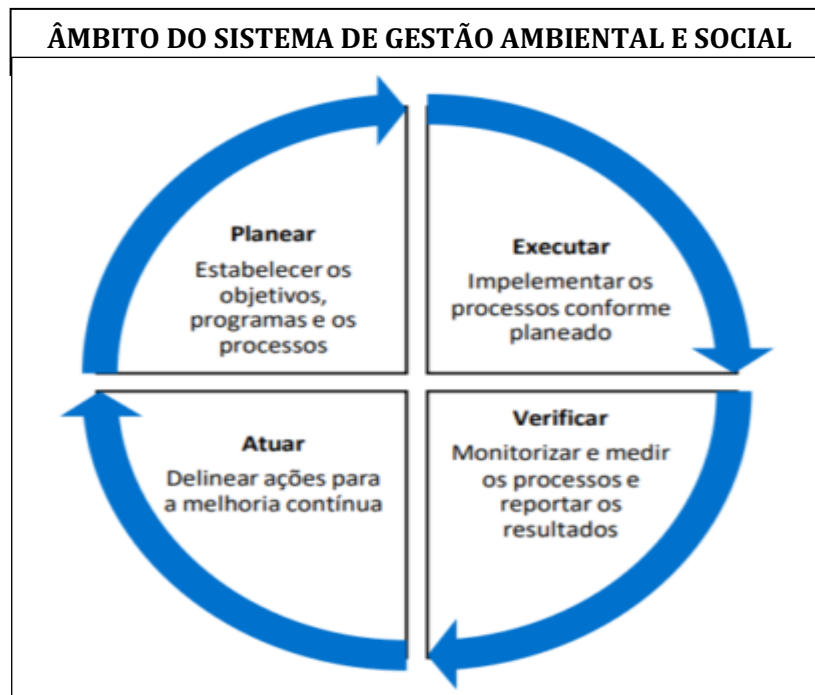 ÂMBITO DO SISTEMA DE GESTÃO AMBIENTAL E SOCIAL
Planear
Estabelecer os
objetivos,
programas e os
processos
Executar
Impelementar os
processos conforme
planeado
Atuar
Delinear ações para
a melhoria contínua
Verificar
Monitorizar e medir
os processos e
reportar os
resultados